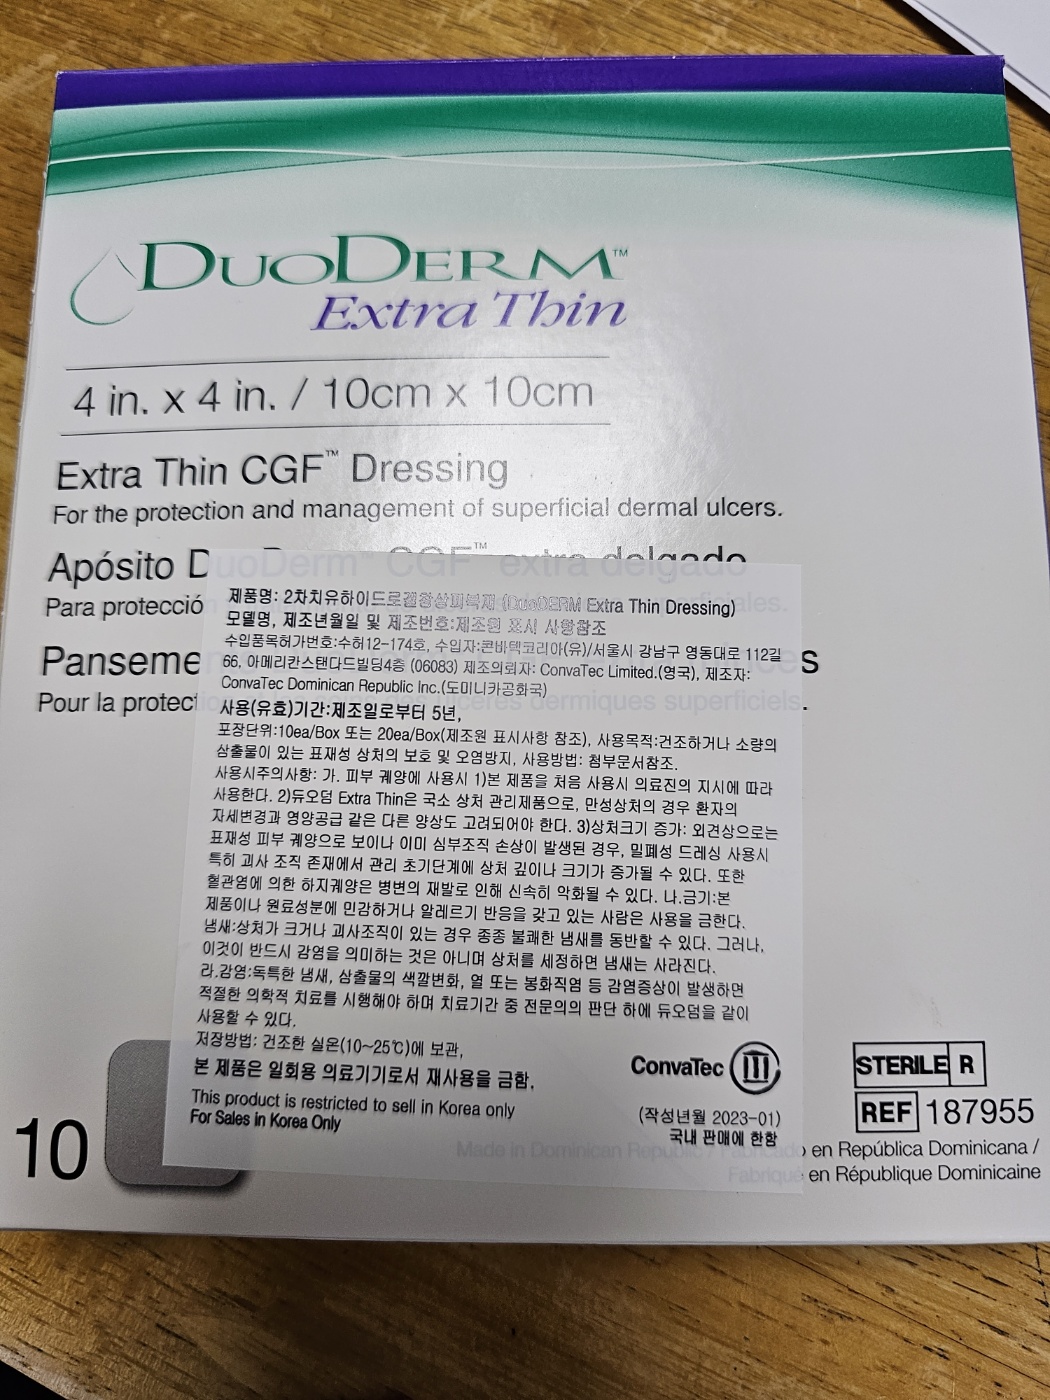 DUODERM™
Extra Thin
4 in. x 4 in. / 10cm x 10cm
Extra Thin CGF™ Dressing
For the protection and management of superficial dermal ulcers.
Apósito DuoDerm™ CGF™ extra delgado
Para protecció
superficiales.
Panseme
s
Pour la protect
ulcères dermiques superficiels.
제품명: 2차치유하이드로겔창상피복재 (DuoDERM Extra Thin Dressing)
모델명, 제조년월일 및 제조번호:제조원 표시 사항참조
수입품목허가번호:수허12-174호, 수입자:콘바텍코리아(유)/서울시 강남구 영동대로 112길
66, 아메리칸스탠다드빌딩4층 (06083) 제조의뢰자: ConvaTec Limited.(영국), 제조자:
ConvaTec Dominican Republic Inc.(도미니카공화국)
사용(유효)기간:제조일로부터 5년,
포장단위:10ea/Box 또는 20ea/Box(제조원 표시사항 참조), 사용목적:건조하거나 소량의
삼출물이 있는 표재성 상처의 보호 및 오염방지, 사용방법: 첨부문서참조.
사용시주의사항: 가. 피부 궤양에 사용시 1)본 제품을 처음 사용시 의료진의 지시에 따라
사용한다. 2)듀오덤 Extra Thin은 국소 상처 관리제품으로, 만성상처의 경우 환자의
자세변경과 영양공급 같은 다른 양상도 고려되어야 한다. 3)상처크기 증가: 외견상으로는
표재성 피부 궤양으로 보이나 이미 심부조직 손상이 발생된 경우, 밀폐성 드레싱 사용시
특히 괴사 조직 존재에서 관리 초기단계에 상처 깊이나 크기가 증가될 수 있다. 또한
혈관염에 의한 하지궤양은 병변의 재발로 인해 신속히 악화될 수 있다. 나.금기:본
제품이나 원료성분에 민감하거나 알레르기 반응을 갖고 있는 사람은 사용을 금한다.
냄새:상처가 크거나 괴사조직이 있는 경우 종종 불쾌한 냄새를 동반할 수 있다. 그러나,
이것이 반드시 감염을 의미하는 것은 아니며 상처를 세정하면 냄새는 사라진다.
라.감염:독특한 냄새, 삼출물의 색깔변화, 열 또는 봉화직염 등 감염증상이 발생하면
적절한 의학적 치료를 시행해야 하며 치료기간 중 전문의의 판단 하에 듀오덤을 같이
사용할 수 있다.
저장방법: 건조한 실온(10~25℃)에 보관,
본 제품은 일회용 의료기기로서 재사용을 금함.
This product is restricted to sell in Korea only
For Sales in Korea Only
ConvaTec
(작성년월 2023-01)
국내 판매에 한함
10
STERILE R
REF 187955
Made in Dominican Republic / Fabricado en República Dominicana /
Fabriqué en République Dominicaine